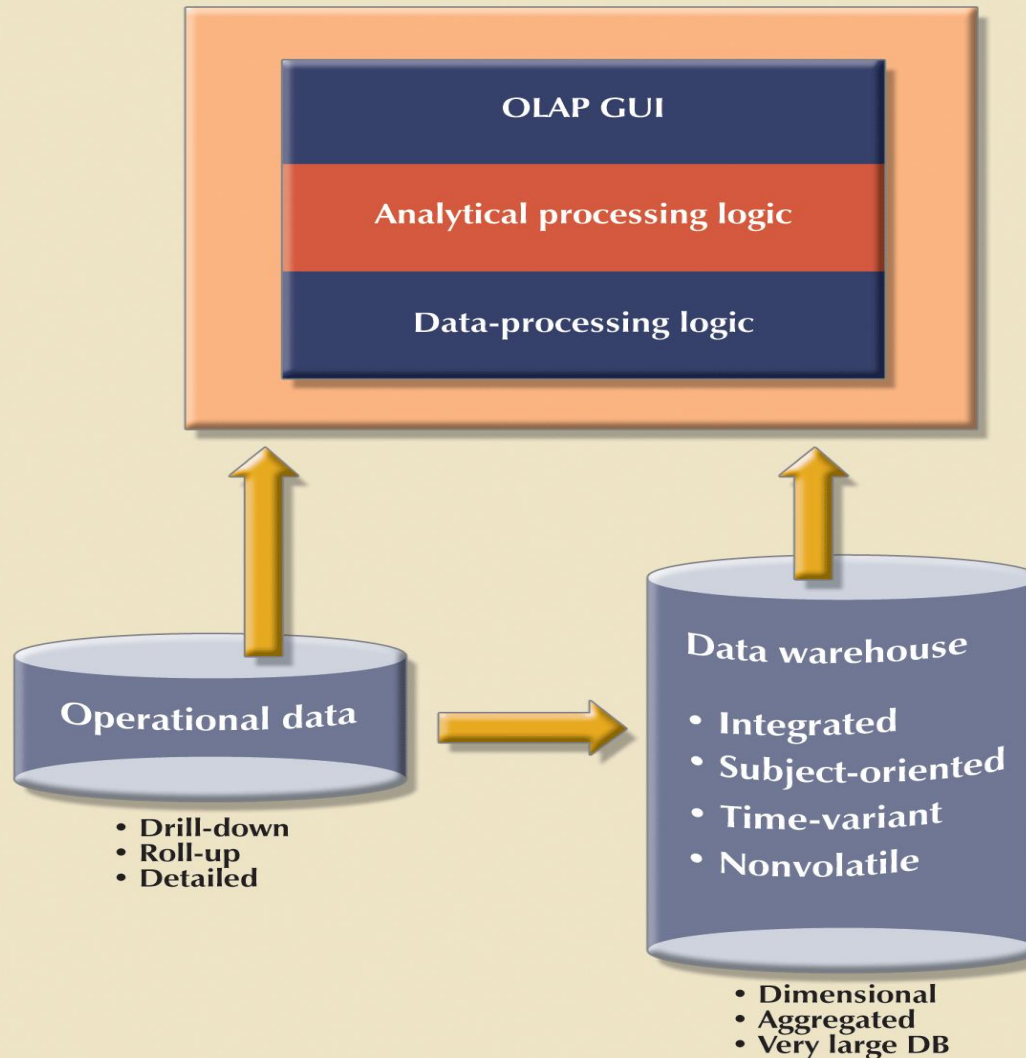 OLAP GUI
Analytical processing logic
Data-processing logic
Operational data
• Drill-down
• Roll-up
• Detailed
Data warehouse
• Integrated
• Subject-oriented
• Time-variant
• Nonvolatile
• Dimensional
• Aggregated
• Very large DB